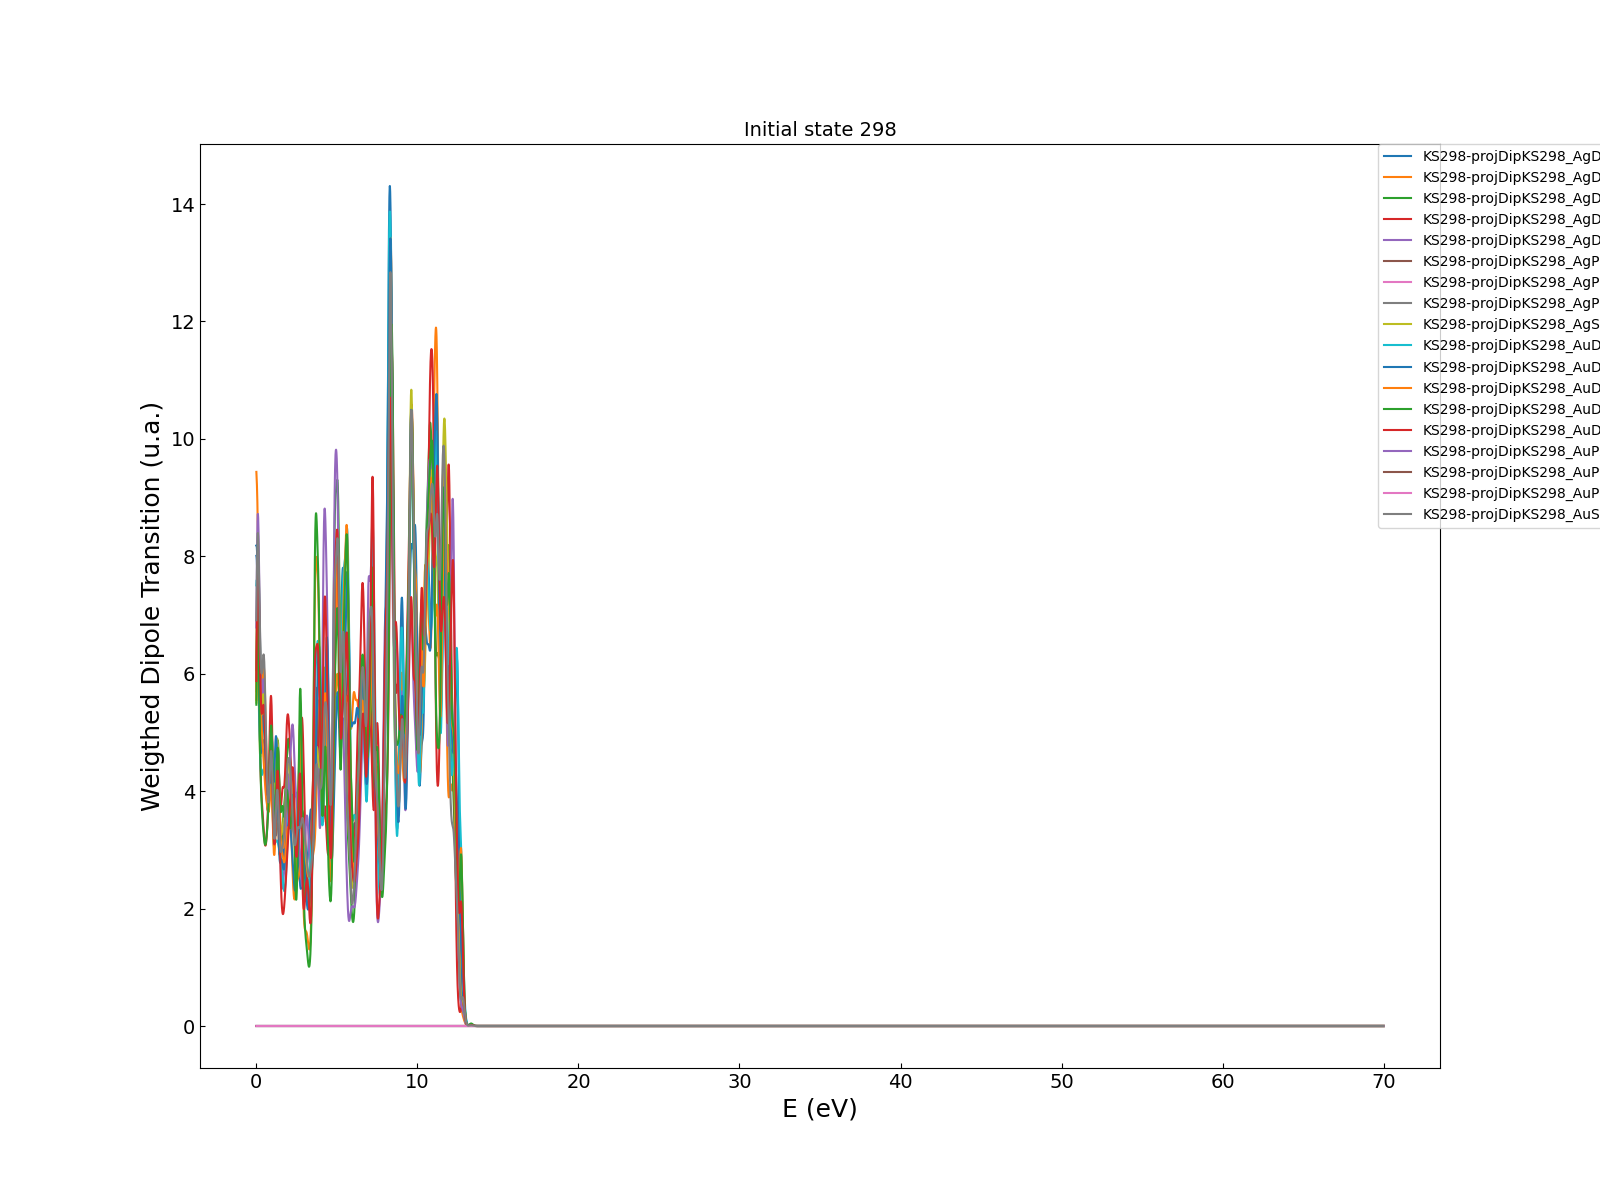 Initial state 298
Weigthed Dipole Transition (u.a.)
14
12
10
8
6
4
2
0
0 10 20 30 40 50 60 70
E (eV)
KS298-projDipKS298_AgD
KS298-projDipKS298_AgD
KS298-projDipKS298_AgD
KS298-projDipKS298_AgD
KS298-projDipKS298_AgD
KS298-projDipKS298_AgP
KS298-projDipKS298_AgP
KS298-projDipKS298_AgP
KS298-projDipKS298_AgS
KS298-projDipKS298_AuD
KS298-projDipKS298_AuD
KS298-projDipKS298_AuD
KS298-projDipKS298_AuD
KS298-projDipKS298_AuD
KS298-projDipKS298_AuP
KS298-projDipKS298_AuP
KS298-projDipKS298_AuP
KS298-projDipKS298_AuS